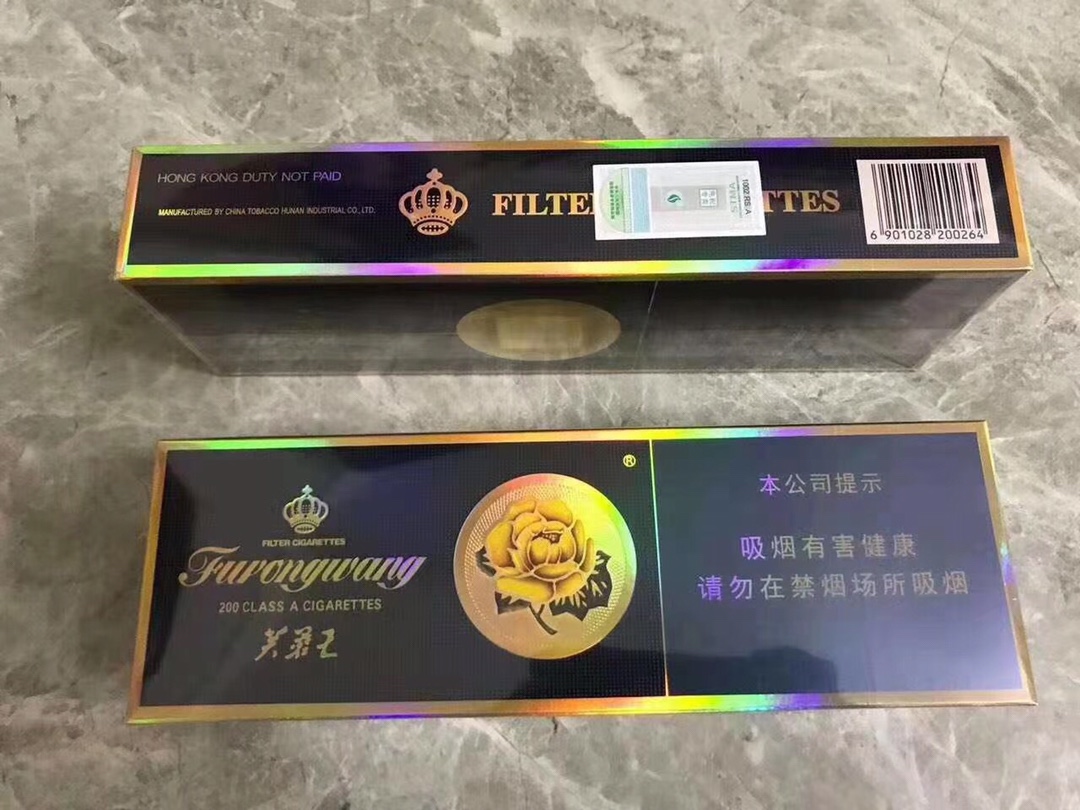 HONG KONG DUTY NOT PAID
MANUFACTURED BY CHINA TOBACCO HUNAN INDUSTRIAL CO., LTD.
1002 RS/A
6 901028 200264
®
FILTER CIGARETTES
Furongwang
200 CLASS A CIGARETTES
芙蓉王
本公司提示
吸烟有害健康
请勿在禁烟场所吸烟